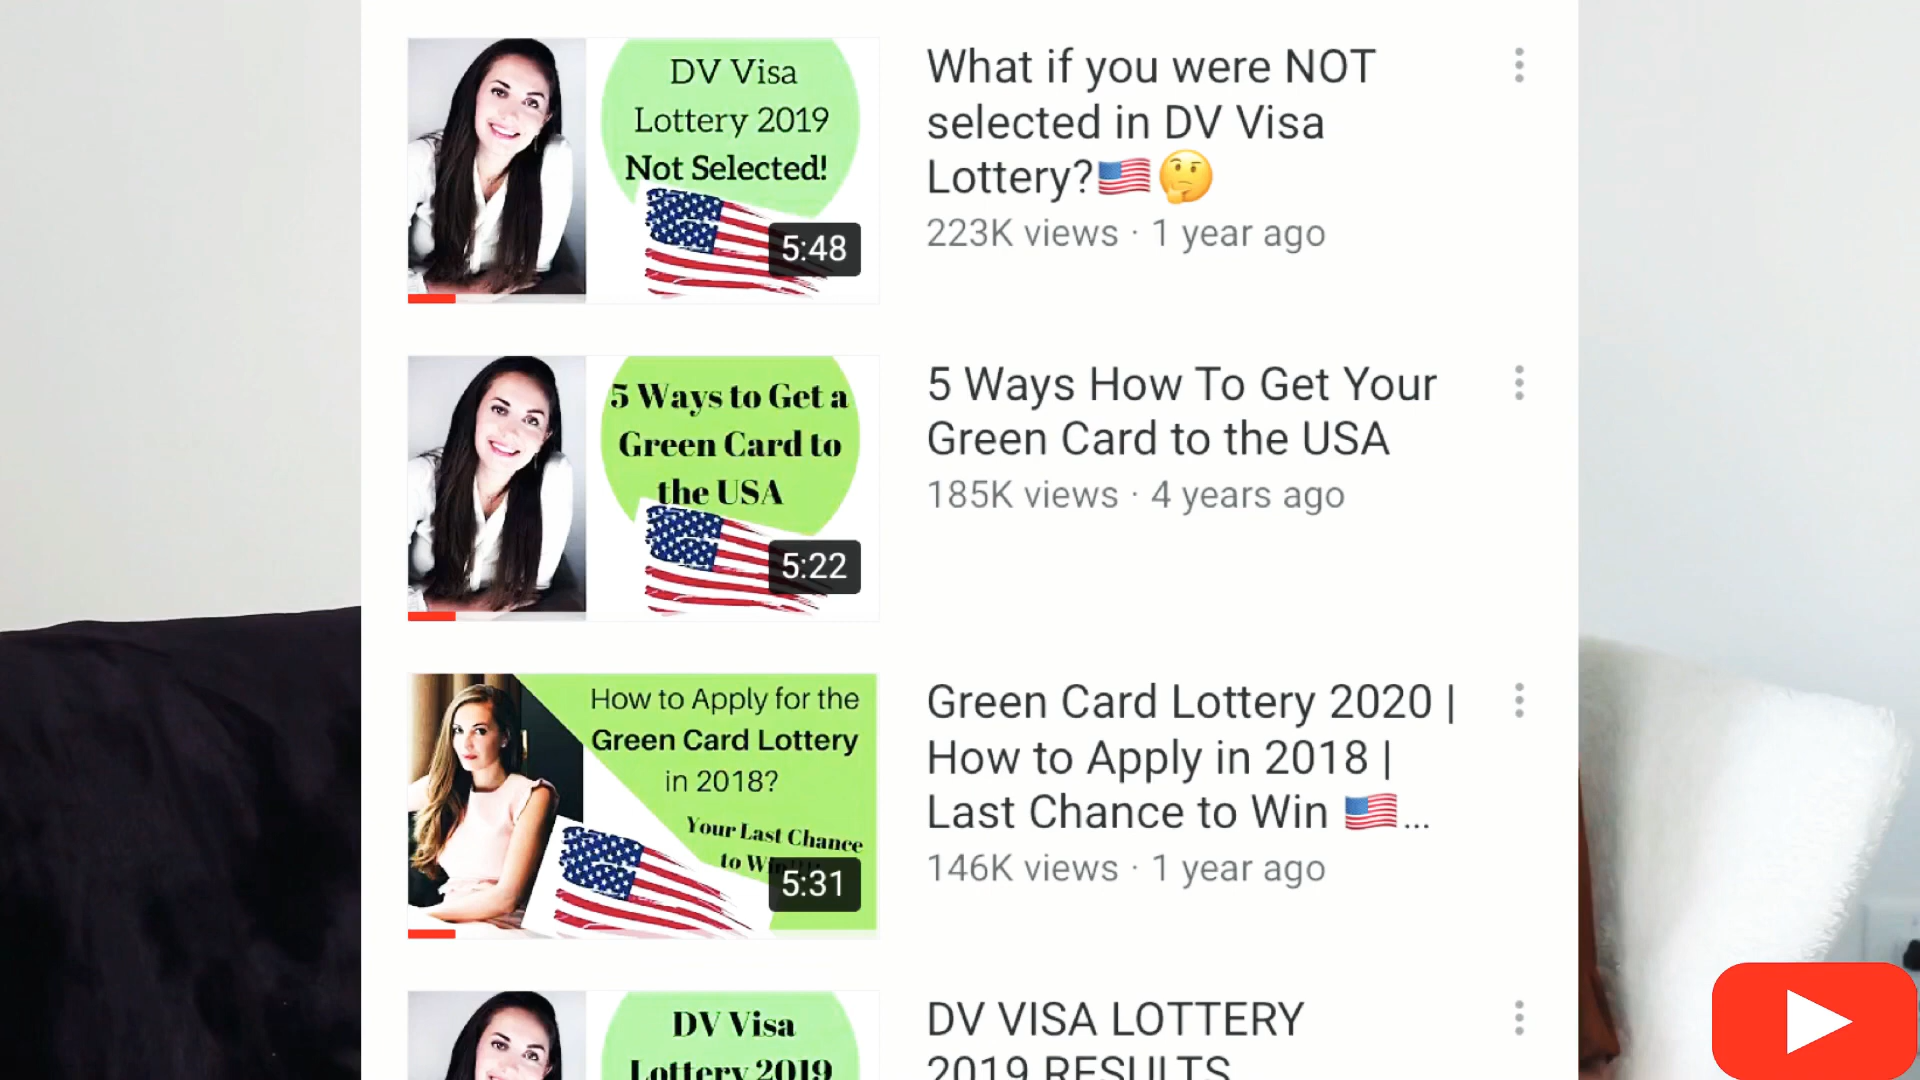 DV Visa
Lottery 2019
Not Selected!
5:48
What if you were NOT
selected in DV Visa
Lottery?🇺🇸🤔
223K views · 1 year ago
5 Ways to Get a
Green Card to
the USA
5:22
5 Ways How To Get Your
Green Card to the USA
185K views · 4 years ago
How to Apply for the
Green Card Lottery
in 2018?
Your Last Chance
to Win
5:31
Green Card Lottery 2020 |
How to Apply in 2018 |
Last Chance to Win 🇺🇸...
146K views · 1 year ago
DV Visa
Lottery 2019
DV VISA LOTTERY
2019 RESULTS